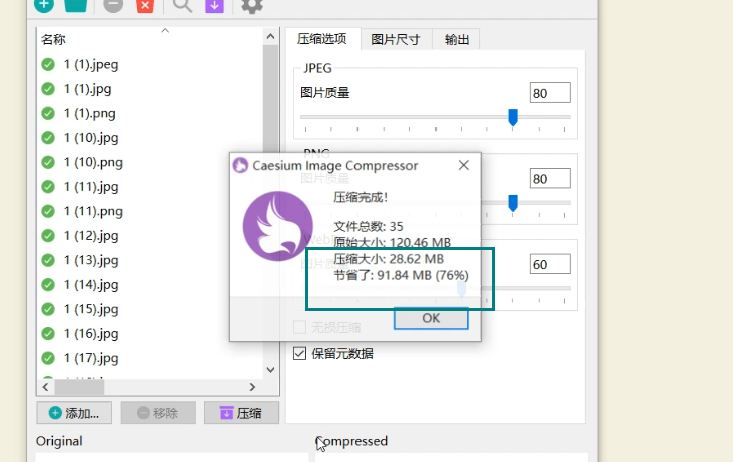 名称
1 (1).jpeg
1 (1).jpg
1 (1).png
1 (10).jpg
1 (10).png
1 (11).jpg
1 (11).png
1 (12).jpg
1 (13).jpg
1 (14).jpg
1 (15).jpg
1 (16).jpg
1 (17).jpg
添加...
移除
压缩
压缩选项
图片尺寸
输出
JPEG
图片质量
80
PNG
80
60
无损压缩
保留元数据
Caesium Image Compressor
压缩完成！
文件总数: 35
原始大小: 120.46 MB
压缩大小: 28.62 MB
节省了: 91.84 MB (76%)
OK
Original
Compressed